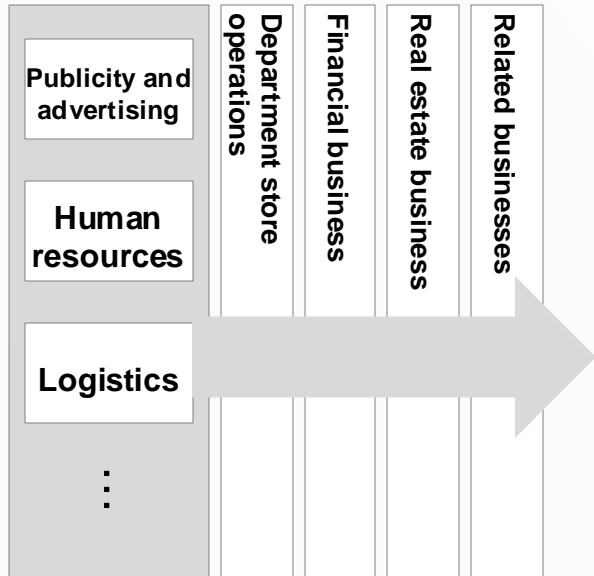 Publicity and
advertising
Human
resources
Logistics
⋮
Department store
operations
Financial business
Real estate business
Related businesses